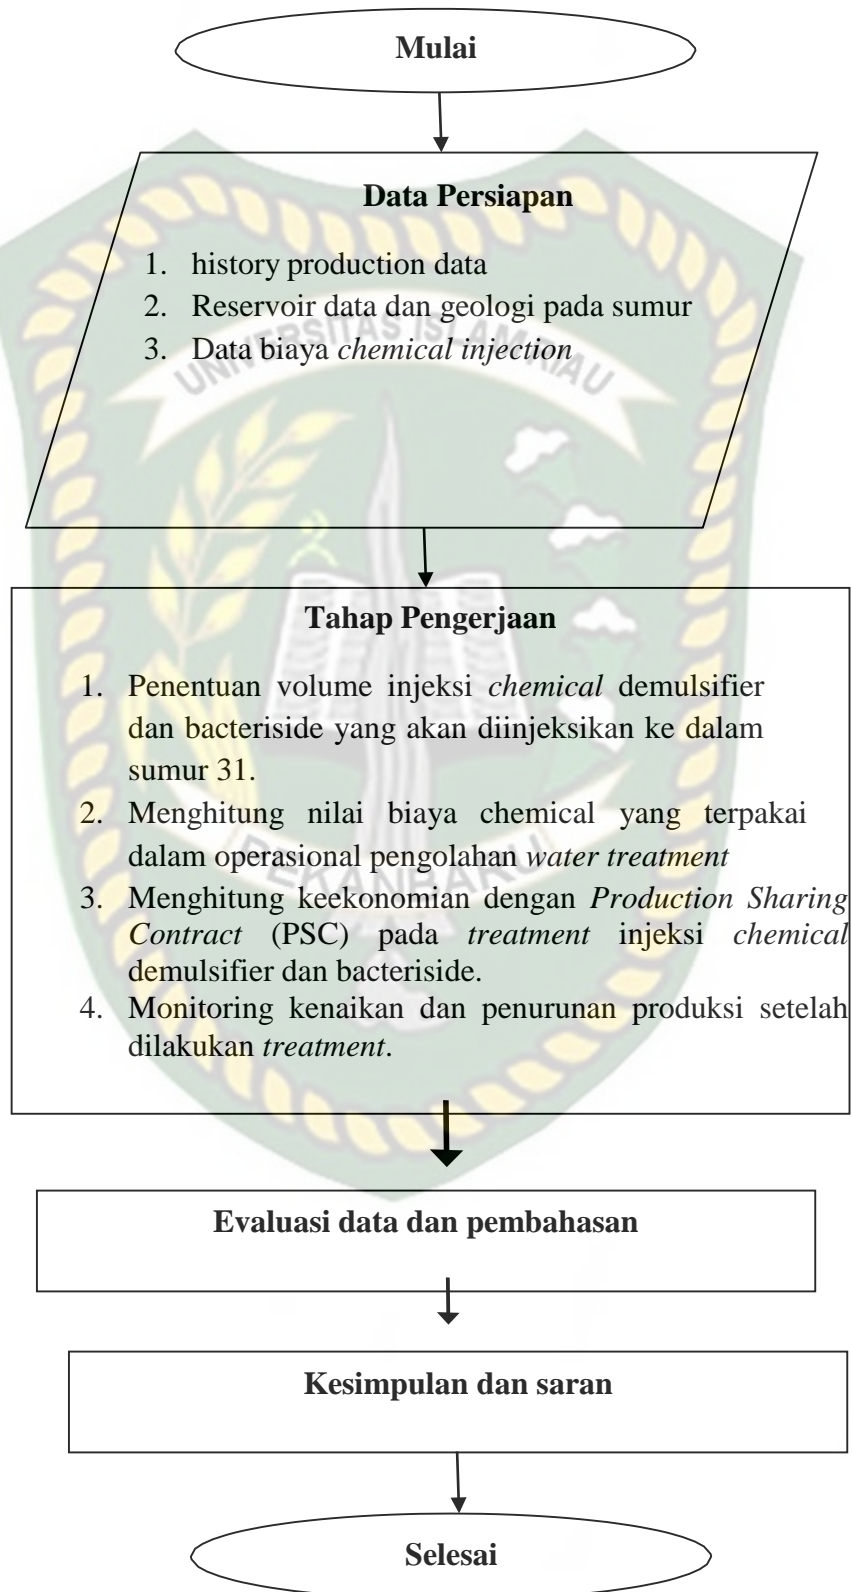 Mulai
Data Persiapan
1. history production data
2. Reservoir data dan geologi pada sumur
3. Data biaya chemical injection
UNIVERSITAS ISLAM RIAU
Tahap Pengerjaan
1. Penentuan volume injeksi chemical demulsifier
dan bacteriside yang akan diinjeksikan ke dalam
sumur 31.
2. Menghitung nilai biaya chemical yang terpakai
dalam operasional pengolahan water treatment
PEKANBARU
3. Menghitung keekonomian dengan Production Sharing
Contract (PSC) pada treatment injeksi chemical
demulsifier dan bacteriside.
4. Monitoring kenaikan dan penurunan produksi setelah
dilakukan treatment.
Evaluasi data dan pembahasan
Kesimpulan dan saran
Selesai